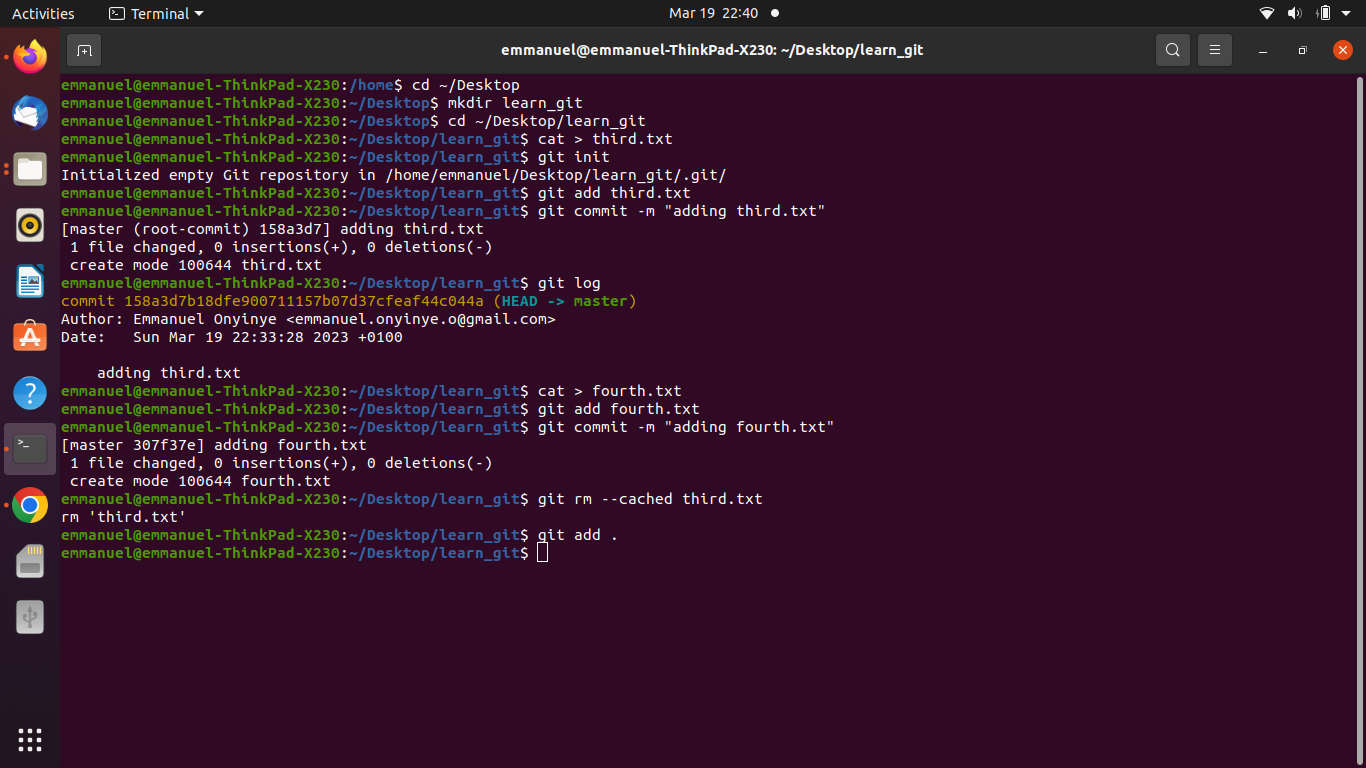 Activities Terminal Mar 19 22:40
emmanuel@emmanuel-ThinkPad-X230: ~/Desktop/learn_git
emmanuel@emmanuel-ThinkPad-X230:/home$ cd ~/Desktop
emmanuel@emmanuel-ThinkPad-X230:~/Desktop$ mkdir learn_git
emmanuel@emmanuel-ThinkPad-X230:~/Desktop$ cd ~/Desktop/learn_git
emmanuel@emmanuel-ThinkPad-X230:~/Desktop/learn_git$ cat > third.txt
emmanuel@emmanuel-ThinkPad-X230:~/Desktop/learn_git$ git init
Initialized empty Git repository in /home/emmanuel/Desktop/learn_git/.git/
emmanuel@emmanuel-ThinkPad-X230:~/Desktop/learn_git$ git add third.txt
emmanuel@emmanuel-ThinkPad-X230:~/Desktop/learn_git$ git commit -m "adding third.txt"
[master (root-commit) 158a3d7] adding third.txt
 1 file changed, 0 insertions(+), 0 deletions(-)
 create mode 100644 third.txt
emmanuel@emmanuel-ThinkPad-X230:~/Desktop/learn_git$ git log
commit 158a3d7b18dfe900711157b07d37cfeaf44c044a (HEAD -> master)
Author: Emmanuel Onyinye <emmanuel.onyinye.o@gmail.com>
Date:   Sun Mar 19 22:33:28 2023 +0100
    adding third.txt
emmanuel@emmanuel-ThinkPad-X230:~/Desktop/learn_git$ cat > fourth.txt
emmanuel@emmanuel-ThinkPad-X230:~/Desktop/learn_git$ git add fourth.txt
emmanuel@emmanuel-ThinkPad-X230:~/Desktop/learn_git$ git commit -m "adding fourth.txt"
[master 307f37e] adding fourth.txt
 1 file changed, 0 insertions(+), 0 deletions(-)
 create mode 100644 fourth.txt
emmanuel@emmanuel-ThinkPad-X230:~/Desktop/learn_git$ git rm --cached third.txt
rm 'third.txt'
emmanuel@emmanuel-ThinkPad-X230:~/Desktop/learn_git$ git add .
emmanuel@emmanuel-ThinkPad-X230:~/Desktop/learn_git$